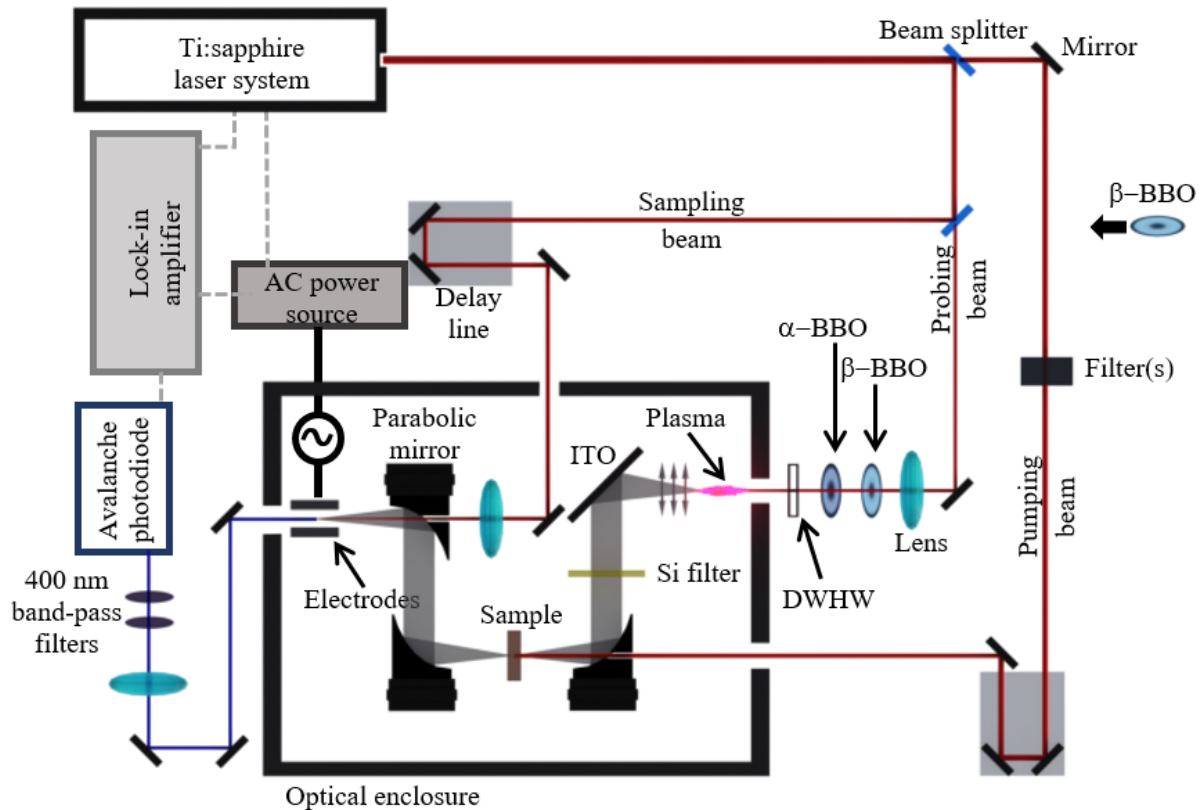 Ti:sapphire
laser system
Beam splitter
Mirror
Lock-in
amplifier
Sampling
beam
β−BBO
AC power
source
Delay
line
Probing
beam
α−BBO
β−BBO
Filter(s)
Avalanche
photodiode
Parabolic
mirror
ITO
Plasma
Pumping
beam
Lens
Si filter
DWHW
Electrodes
400 nm
band-pass
filters
Sample
Optical enclosure